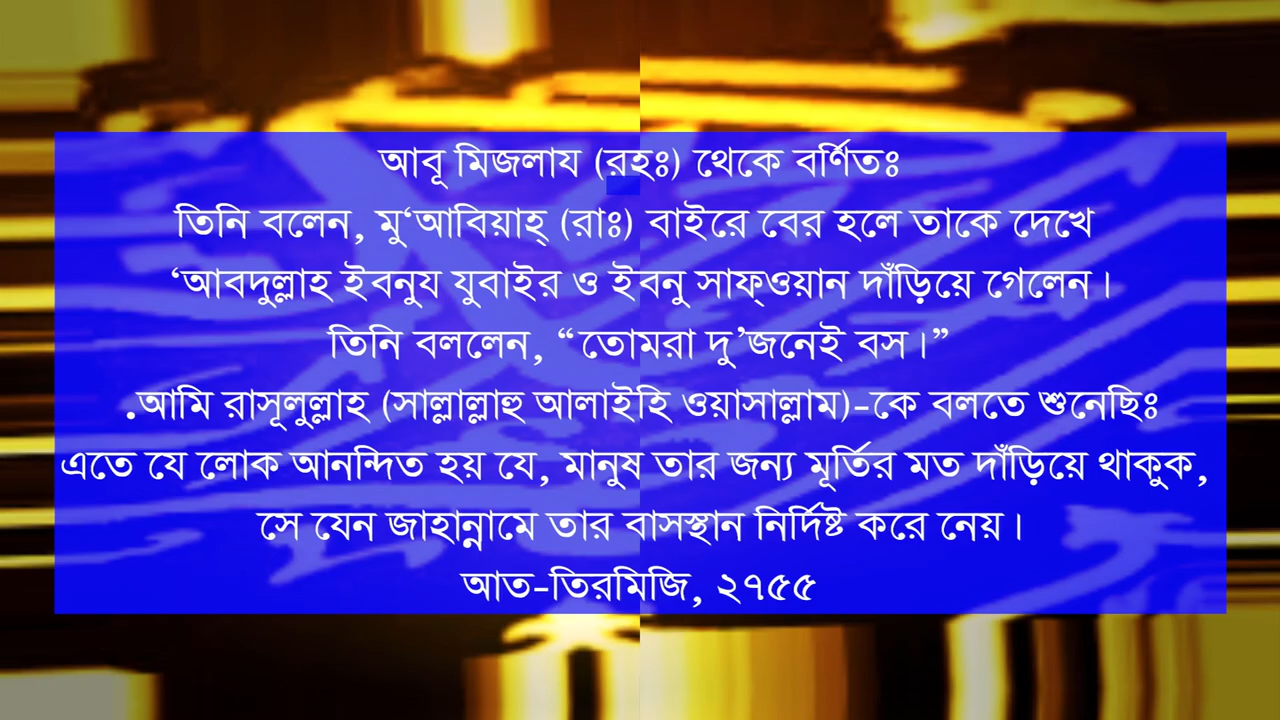 আবূ মিজলায (রহঃ) থেকে বর্ণিতঃ
তিনি বলেন, মু‘আবিয়াহ্ (রাঃ) বাইরে বের হলে তাকে দেখে
‘আবদুল্লাহ ইবনুয যুবাইর ও ইবনু সাফ্ওয়ান দাঁড়িয়ে গেলেন।
তিনি বললেন, “তোমরা দু’জনেই বস।”
.আমি রাসূলুল্লাহ (সাল্লাল্লাহু আলাইহি ওয়াসাল্লাম)-কে বলতে শুনেছিঃ
এতে যে লোক আনন্দিত হয় যে, মানুষ তার জন্য মূর্তির মত দাঁড়িয়ে থাকুক,
সে যেন জাহান্নামে তার বাসস্থান নির্দিষ্ট করে নেয়।
আত-তিরমিজি, ২৭৫৫